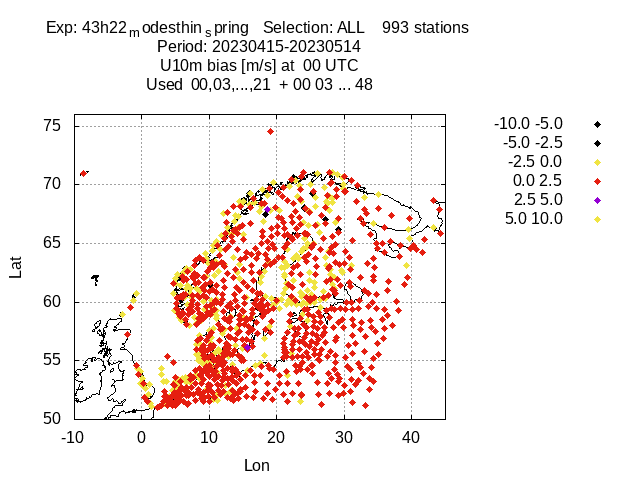 Exp: 43h22modesthinspring Selection: ALL 993 stations
Period: 20230415-20230514
U10m bias [m/s] at 00 UTC
Used 00,03,...,21 + 00 03 ... 48
-10.0 -5.0
-5.0 -2.5
-2.5 0.0
0.0 2.5
2.5 5.0
5.0 10.0
Lat
75
70
65
60
55
50
-10 0 10 20 30 40
Lon